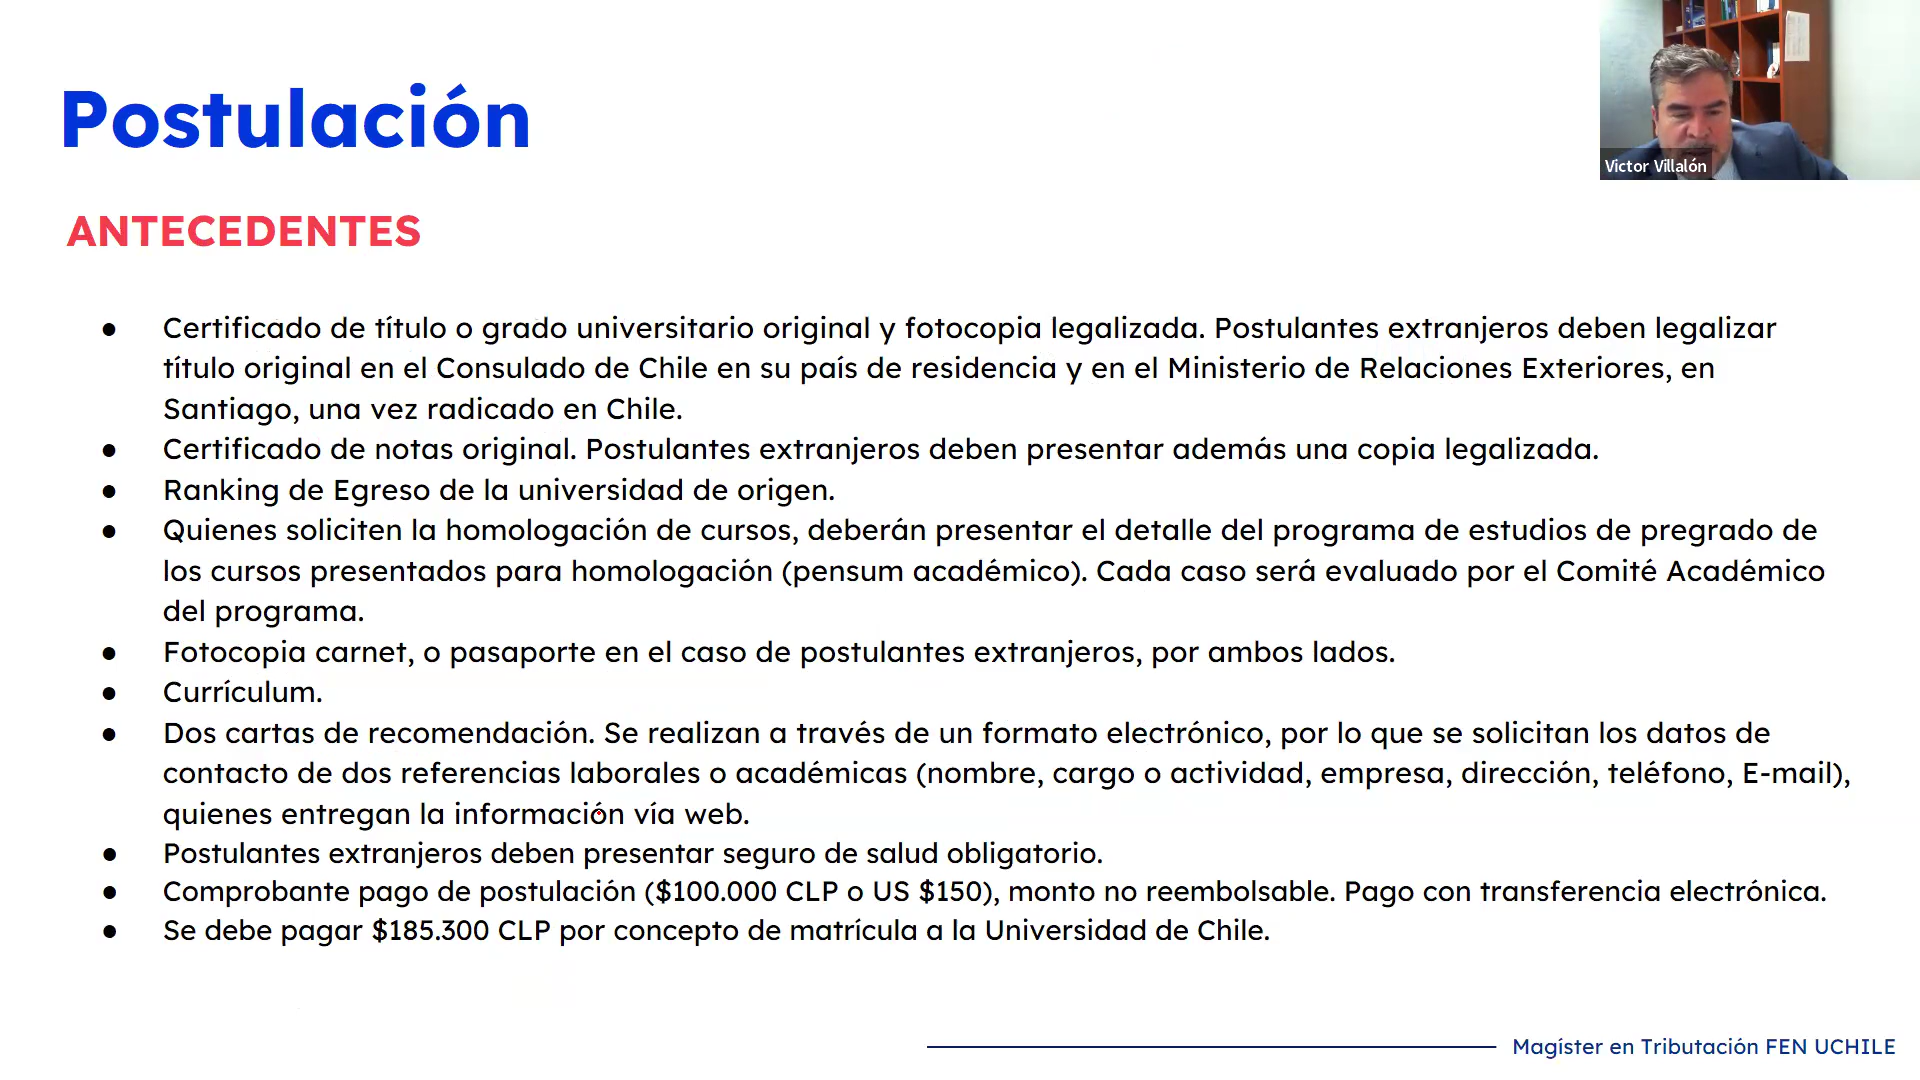 Postulación
Victor Villalón
ANTECEDENTES
● Certificado de título o grado universitario original y fotocopia legalizada. Postulantes extranjeros deben legalizar
título original en el Consulado de Chile en su país de residencia y en el Ministerio de Relaciones Exteriores, en
Santiago, una vez radicado en Chile.
● Certificado de notas original. Postulantes extranjeros deben presentar además una copia legalizada.
● Ranking de Egreso de la universidad de origen.
● Quienes soliciten la homologación de cursos, deberán presentar el detalle del programa de estudios de pregrado de
los cursos presentados para homologación (pensum académico). Cada caso será evaluado por el Comité Académico
del programa.
● Fotocopia carnet, o pasaporte en el caso de postulantes extranjeros, por ambos lados.
● Currículum.
● Dos cartas de recomendación. Se realizan a través de un formato electrónico, por lo que se solicitan los datos de
contacto de dos referencias laborales o académicas (nombre, cargo o actividad, empresa, dirección, teléfono, E-mail),
quienes entregan la información vía web.
● Postulantes extranjeros deben presentar seguro de salud obligatorio.
● Comprobante pago de postulación ($100.000 CLP o US $150), monto no reembolsable. Pago con transferencia electrónica.
● Se debe pagar $185.300 CLP por concepto de matrícula a la Universidad de Chile.
Magíster en Tributación FEN UCHILE